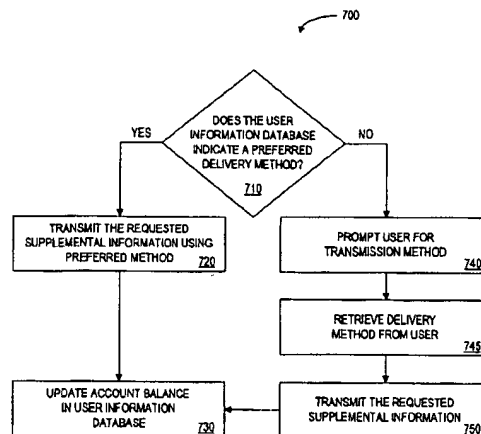 700
DOES THE USER
INFORMATION DATABASE
INDICATE A PREFERRED
DELIVERY METHOD?
710
YES
NO
TRANSMIT THE REQUESTED
SUPPLEMENTAL INFORMATION USING
PREFERRED METHOD
720
PROMPT USER FOR
TRANSMISSION METHOD
740
RETRIEVE DELIVERY
METHOD FROM USER
745
UPDATE ACCOUNT BALANCE
IN USER INFORMATION
DATABASE
730
TRANSMIT THE REQUESTED
SUPPLEMENTAL INFORMATION
750